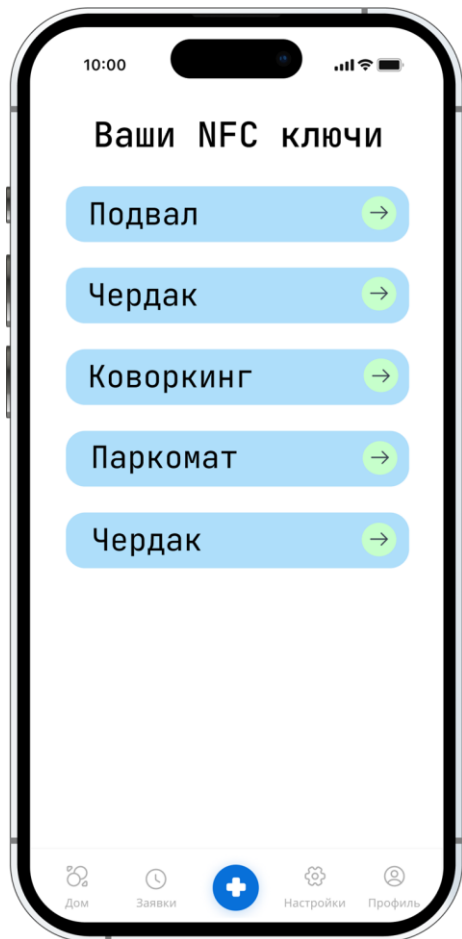 10:00
Ваши NFC ключи
Подвал
Чердак
Коворкинг
Паркомат
Чердак
Дом Заявки Настройки Профиль